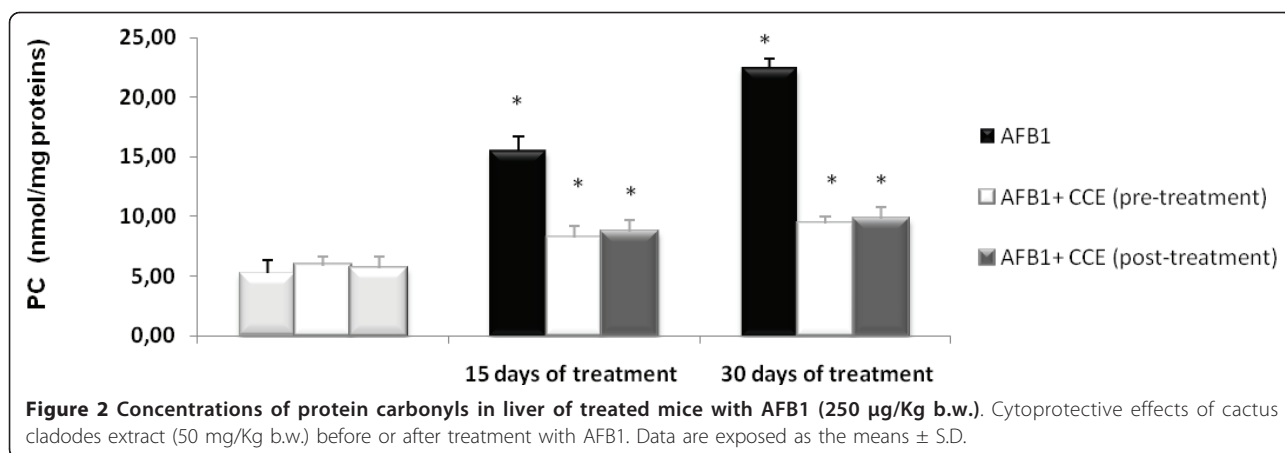 PC (nmol/mg proteins)
25,00
20,00
15,00
10,00
5,00
0,00
*
*
*
*
*
*
15 days of treatment
30 days of treatment
AFB1
AFB1+ CCE (pre-treatment)
AFB1+ CCE (post-treatment)
Figure 2 Concentrations of protein carbonyls in liver of treated mice with AFB1 (250 μg/Kg b.w.). Cytoprotective effects of cactus
cladodes extract (50 mg/Kg b.w.) before or after treatment with AFB1. Data are exposed as the means ± S.D.